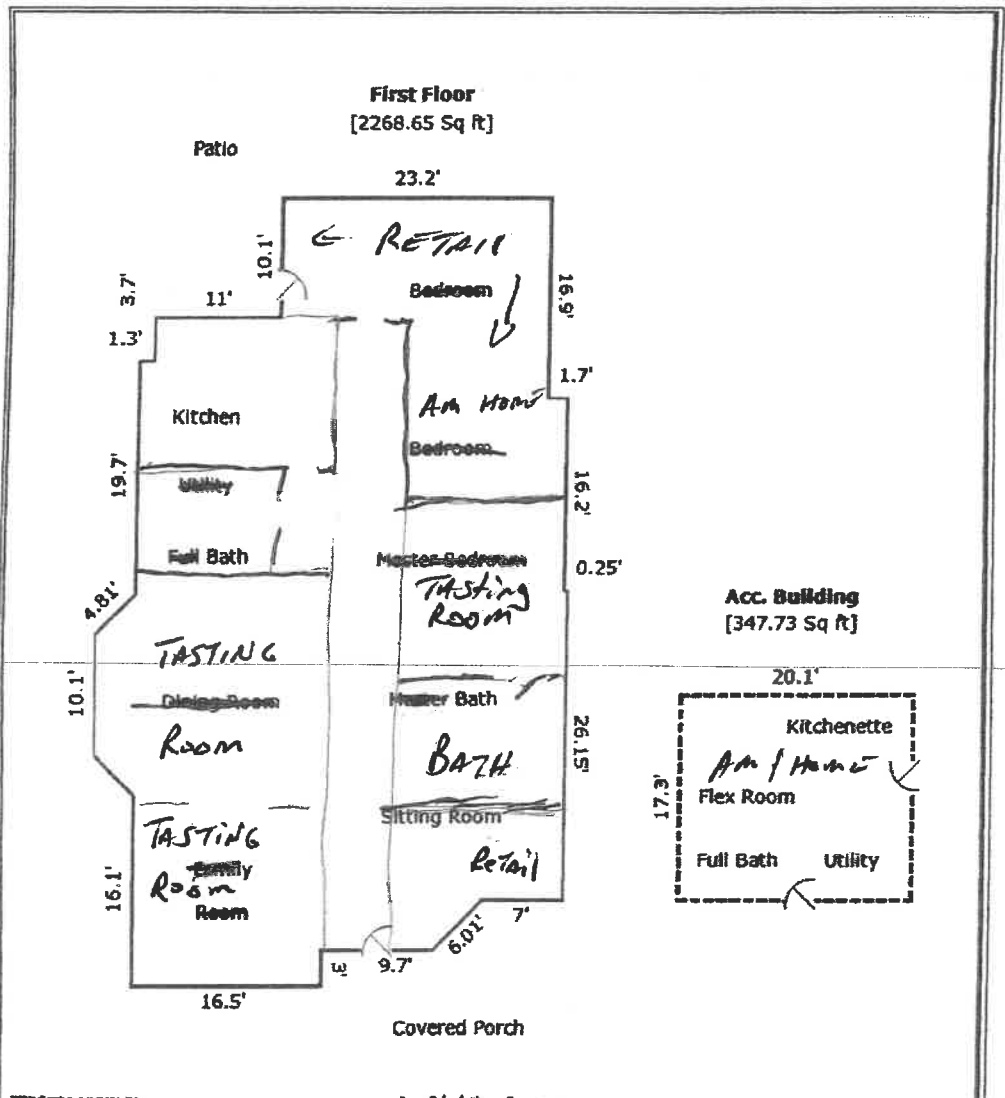 First Floor
[2268.65 Sq ft]
Patio
23.2'
← RETAIL
10.1'
Bedroom
16.9'
3.7'
11'
1.3'
1.7'
Am Home
Kitchen
Bedroom
19.7'
Utility
16.2'
Full Bath
Master Bedroom
0.25'
TASting
ROOM
4.81'
Acc. Building
[347.73 Sq ft]
TASTING
20.1'
10.1'
Dining Room
Master Bath
Room
26.15'
Kitchenette
BATH
Am / Home
17.3'
Flex Room
Sitting Room
TASTING
Family
Room
Room
RETAil
Full Bath
Utility
16.1'
7'
6.01'
3'
9.7'
16.5'
Covered Porch